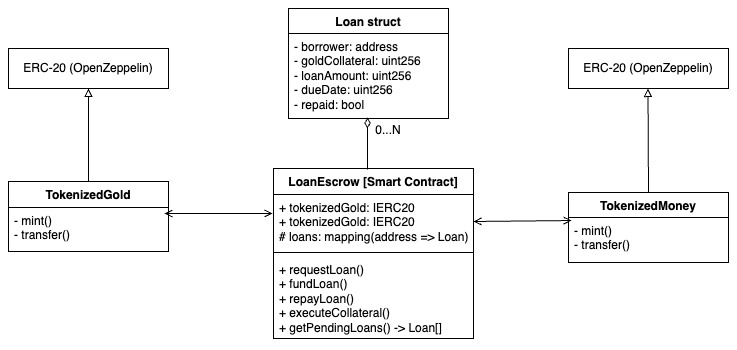 Loan struct
- borrower: address
- goldCollateral: uint256
- loanAmount: uint256
- dueDate: uint256
- repaid: bool
0...N
ERC-20 (OpenZeppelin)
ERC-20 (OpenZeppelin)
TokenizedGold
- mint()
- transfer()
LoanEscrow [Smart Contract]
+ tokenizedGold: IERC20
+ tokenizedGold: IERC20
# loans: mapping(address => Loan)
+ requestLoan()
+ fundLoan()
+ repayLoan()
+ executeCollateral()
+ getPendingLoans() -> Loan[]
TokenizedMoney
- mint()
- transfer()